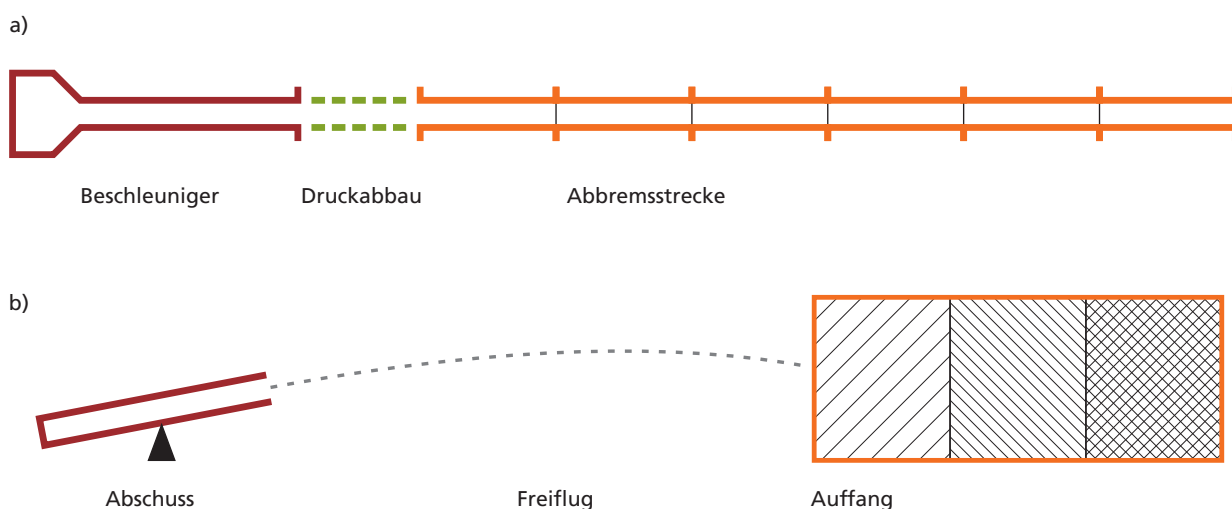 a)
Beschleuniger Druckabbau Abbremsstrecke
b)
Abschuss Freiflug Auffang